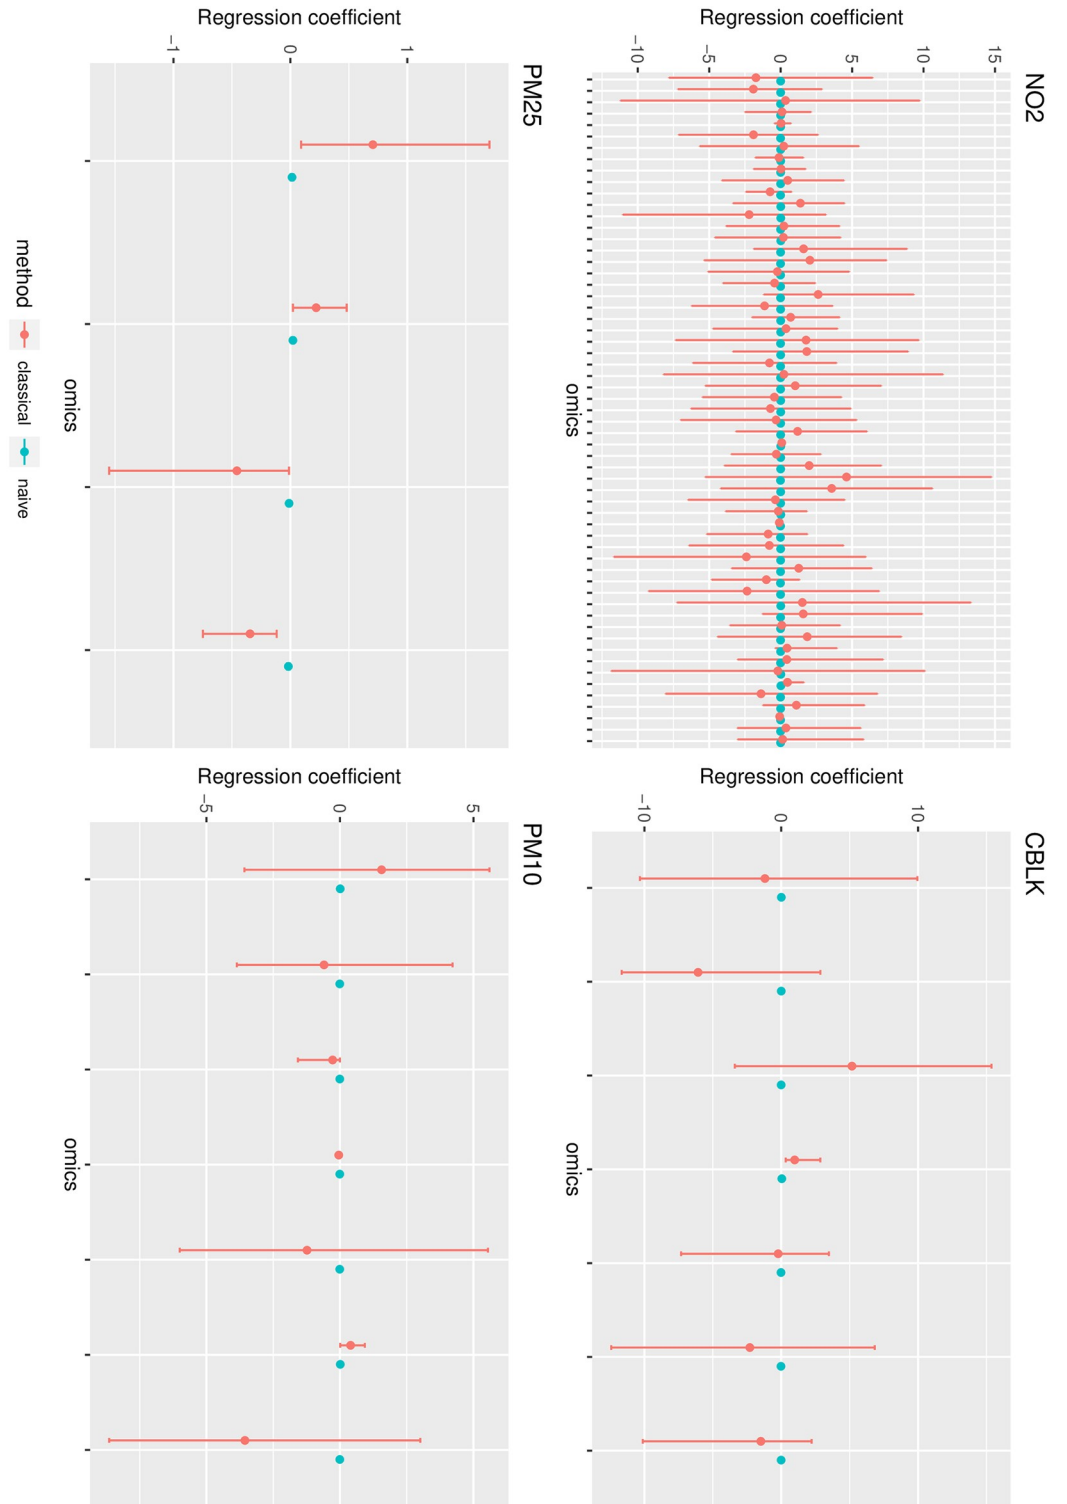 NO2
Regression coefficient
−10
−5
0
5
10
15
omics
CBLK
Regression coefficient
−10
0
10
omics
PM25
Regression coefficient
−1
0
1
omics
PM10
Regression coefficient
−5
0
5
omics
method classical naive